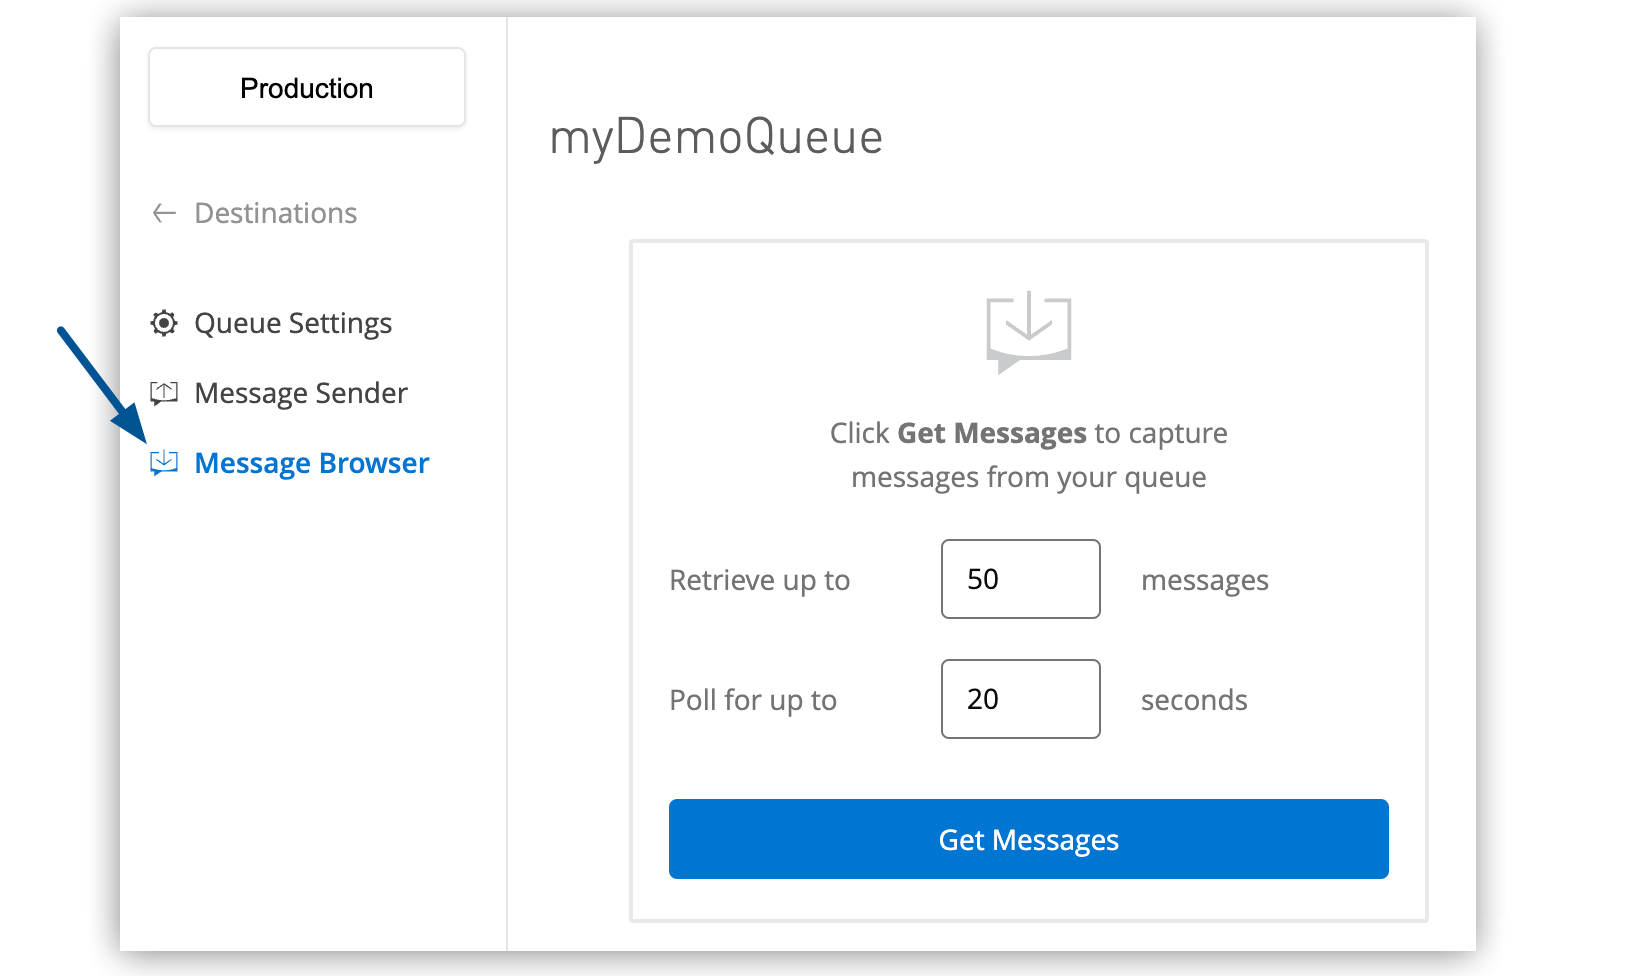 Production
Destinations
Queue Settings
Message Sender
Message Browser
myDemoQueue
Click Get Messages to capture
messages from your queue
Retrieve up to 50 messages
Poll for up to 20 seconds
Get Messages